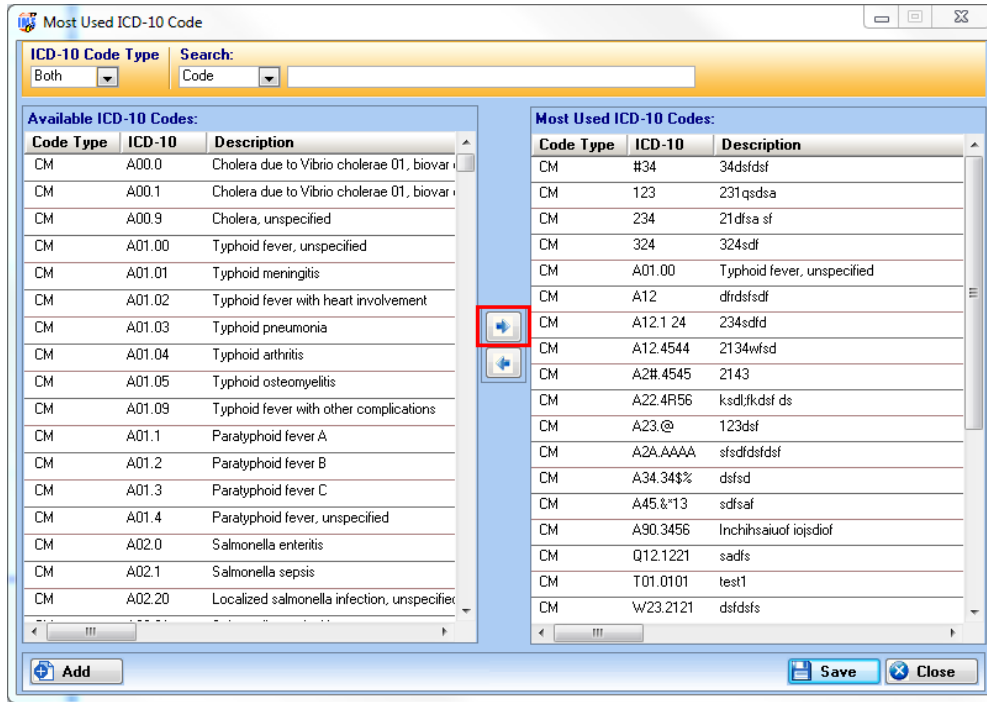 Most Used ICD-10 Code
ICD-10 Code Type Search:
Both Code
Available ICD-10 Codes:
Code Type ICD-10 Description
CM A00.0 Cholera due to Vibrio cholerae 01, biovar
CM A00.1 Cholera due to Vibrio cholerae 01, biovar
CM A00.9 Cholera, unspecified
CM A01.00 Typhoid fever, unspecified
CM A01.01 Typhoid meningitis
CM A01.02 Typhoid fever with heart involvement
CM A01.03 Typhoid pneumonia
CM A01.04 Typhoid arthritis
CM A01.05 Typhoid osteomyelitis
CM A01.09 Typhoid fever with other complications
CM A01.1 Paratyphoid fever A
CM A01.2 Paratyphoid fever B
CM A01.3 Paratyphoid fever C
CM A01.4 Paratyphoid fever, unspecified
CM A02.0 Salmonella enteritis
CM A02.1 Salmonella sepsis
CM A02.20 Localized salmonella infection, unspecified
Most Used ICD-10 Codes:
Code Type ICD-10 Description
CM #34 34dsfdsf
CM 123 231qsdsa
CM 234 21dfsa sf
CM 324 324sdf
CM A01.00 Typhoid fever, unspecified
CM A12 dfrdsfsdf
CM A12.1 24 234sdfd
CM A12.4544 2134wfsd
CM A2#.4545 2143
CM A22.4R56 ksdl;fkdsf ds
CM A23.@ 123dsf
CM A2A.AAAA sfsdfdsfdsf
CM A34.34$% dsfsd
CM A45.&*13 sdfsaf
CM A90.3456 Inchihsaiuof iojsdiof
CM Q12.1221 sadfs
CM T01.0101 test1
CM W23.2121 dsfdsfs
Add Save Close